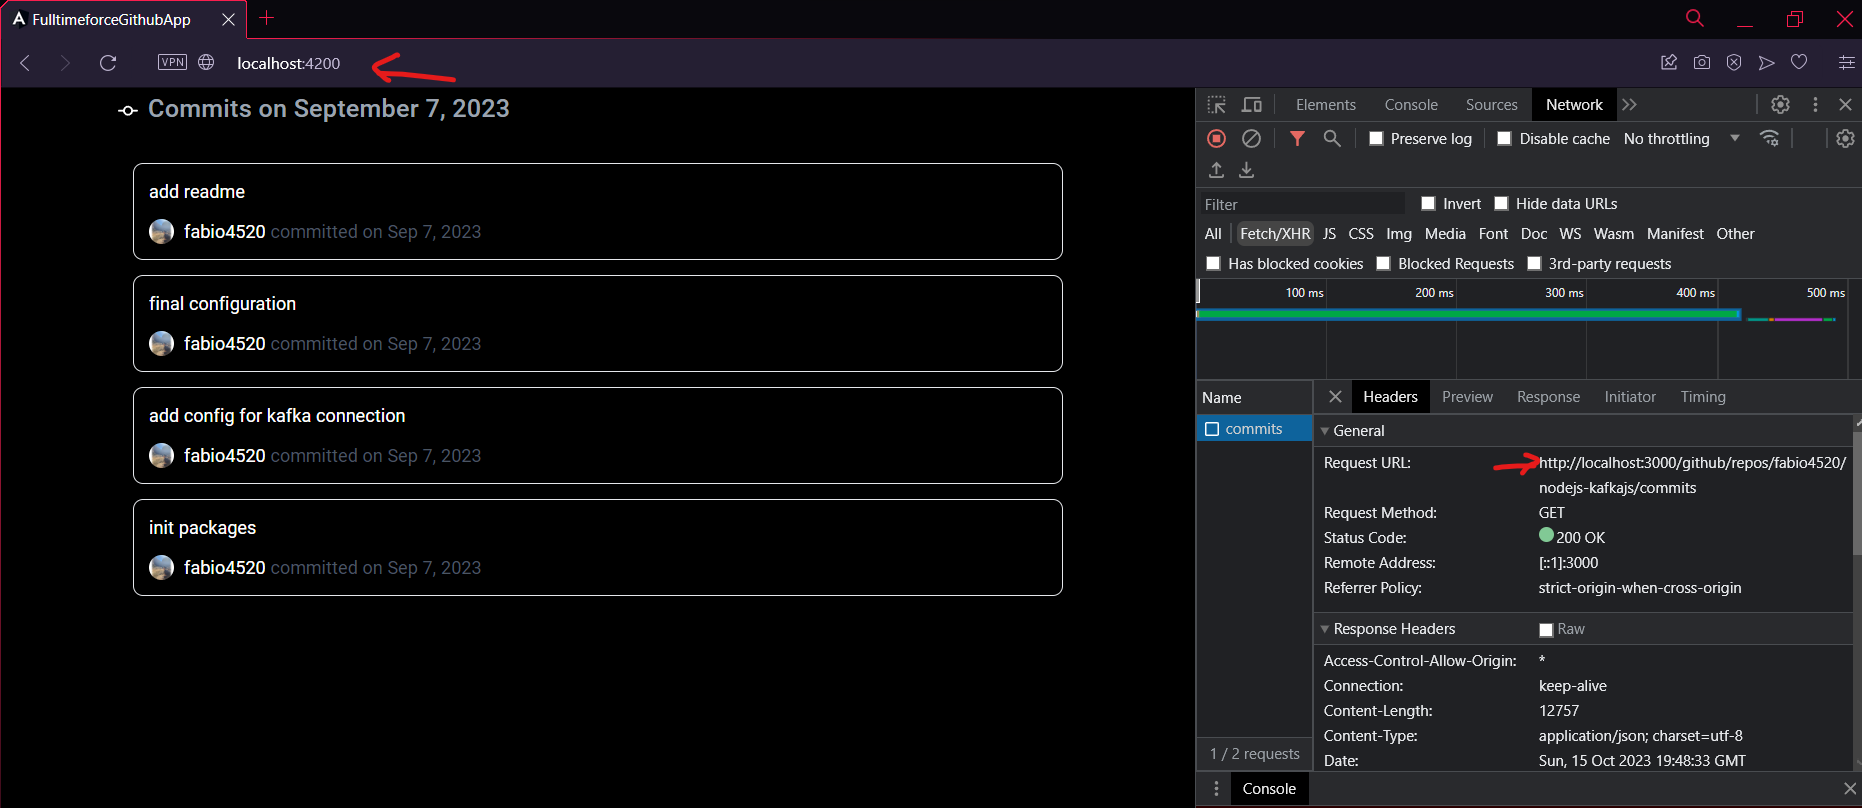 FulltimeforceGithubApp
VPN
localhost:4200
Commits on September 7, 2023
add readme
fabio4520 committed on Sep 7, 2023
final configuration
fabio4520 committed on Sep 7, 2023
add config for kafka connection
fabio4520 committed on Sep 7, 2023
init packages
fabio4520 committed on Sep 7, 2023
Elements Console Sources Network
Preserve log Disable cache No throttling
Filter Invert Hide data URLs
All Fetch/XHR JS CSS Img Media Font Doc WS Wasm Manifest Other
Has blocked cookies Blocked Requests 3rd-party requests
100 ms 200 ms 300 ms 400 ms 500 ms
Name
commits
1 / 2 requests
Headers Preview Response Initiator Timing
General
Request URL: http://localhost:3000/github/repos/fabio4520/
nodejs-kafkajs/commits
Request Method: GET
Status Code: 200 OK
Remote Address: [::1]:3000
Referrer Policy: strict-origin-when-cross-origin
Response Headers Raw
Access-Control-Allow-Origin: *
Connection: keep-alive
Content-Length: 12757
Content-Type: application/json; charset=utf-8
Date: Sun, 15 Oct 2023 19:48:33 GMT
Console